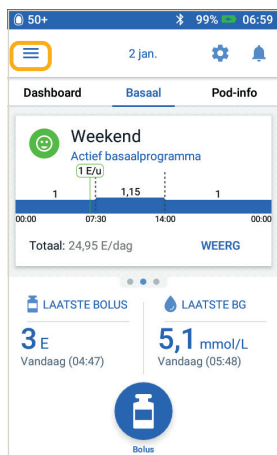 50+ 99% 06:59
2 jan.
Dashboard Basaal Pod-info
Weekend
Actief basaalprogramma
1 E/u
1 1,15 1
00:00 07:30 14:00 00:00
Totaal: 24,95 E/dag WEERG
LAATSTE BOLUS LAATSTE BG
3 E 5,1 mmol/L
Vandaag (04:47) Vandaag (05:48)
Bolus